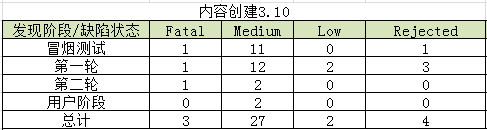 内容创建3.10
发现阶段/缺陷状态 Fatal Medium Low Rejected
冒烟测试 1 11 0 1
第一轮 1 12 2 3
第二轮 1 2 0 0
用户阶段 0 2 0 0
总计 3 27 2 4